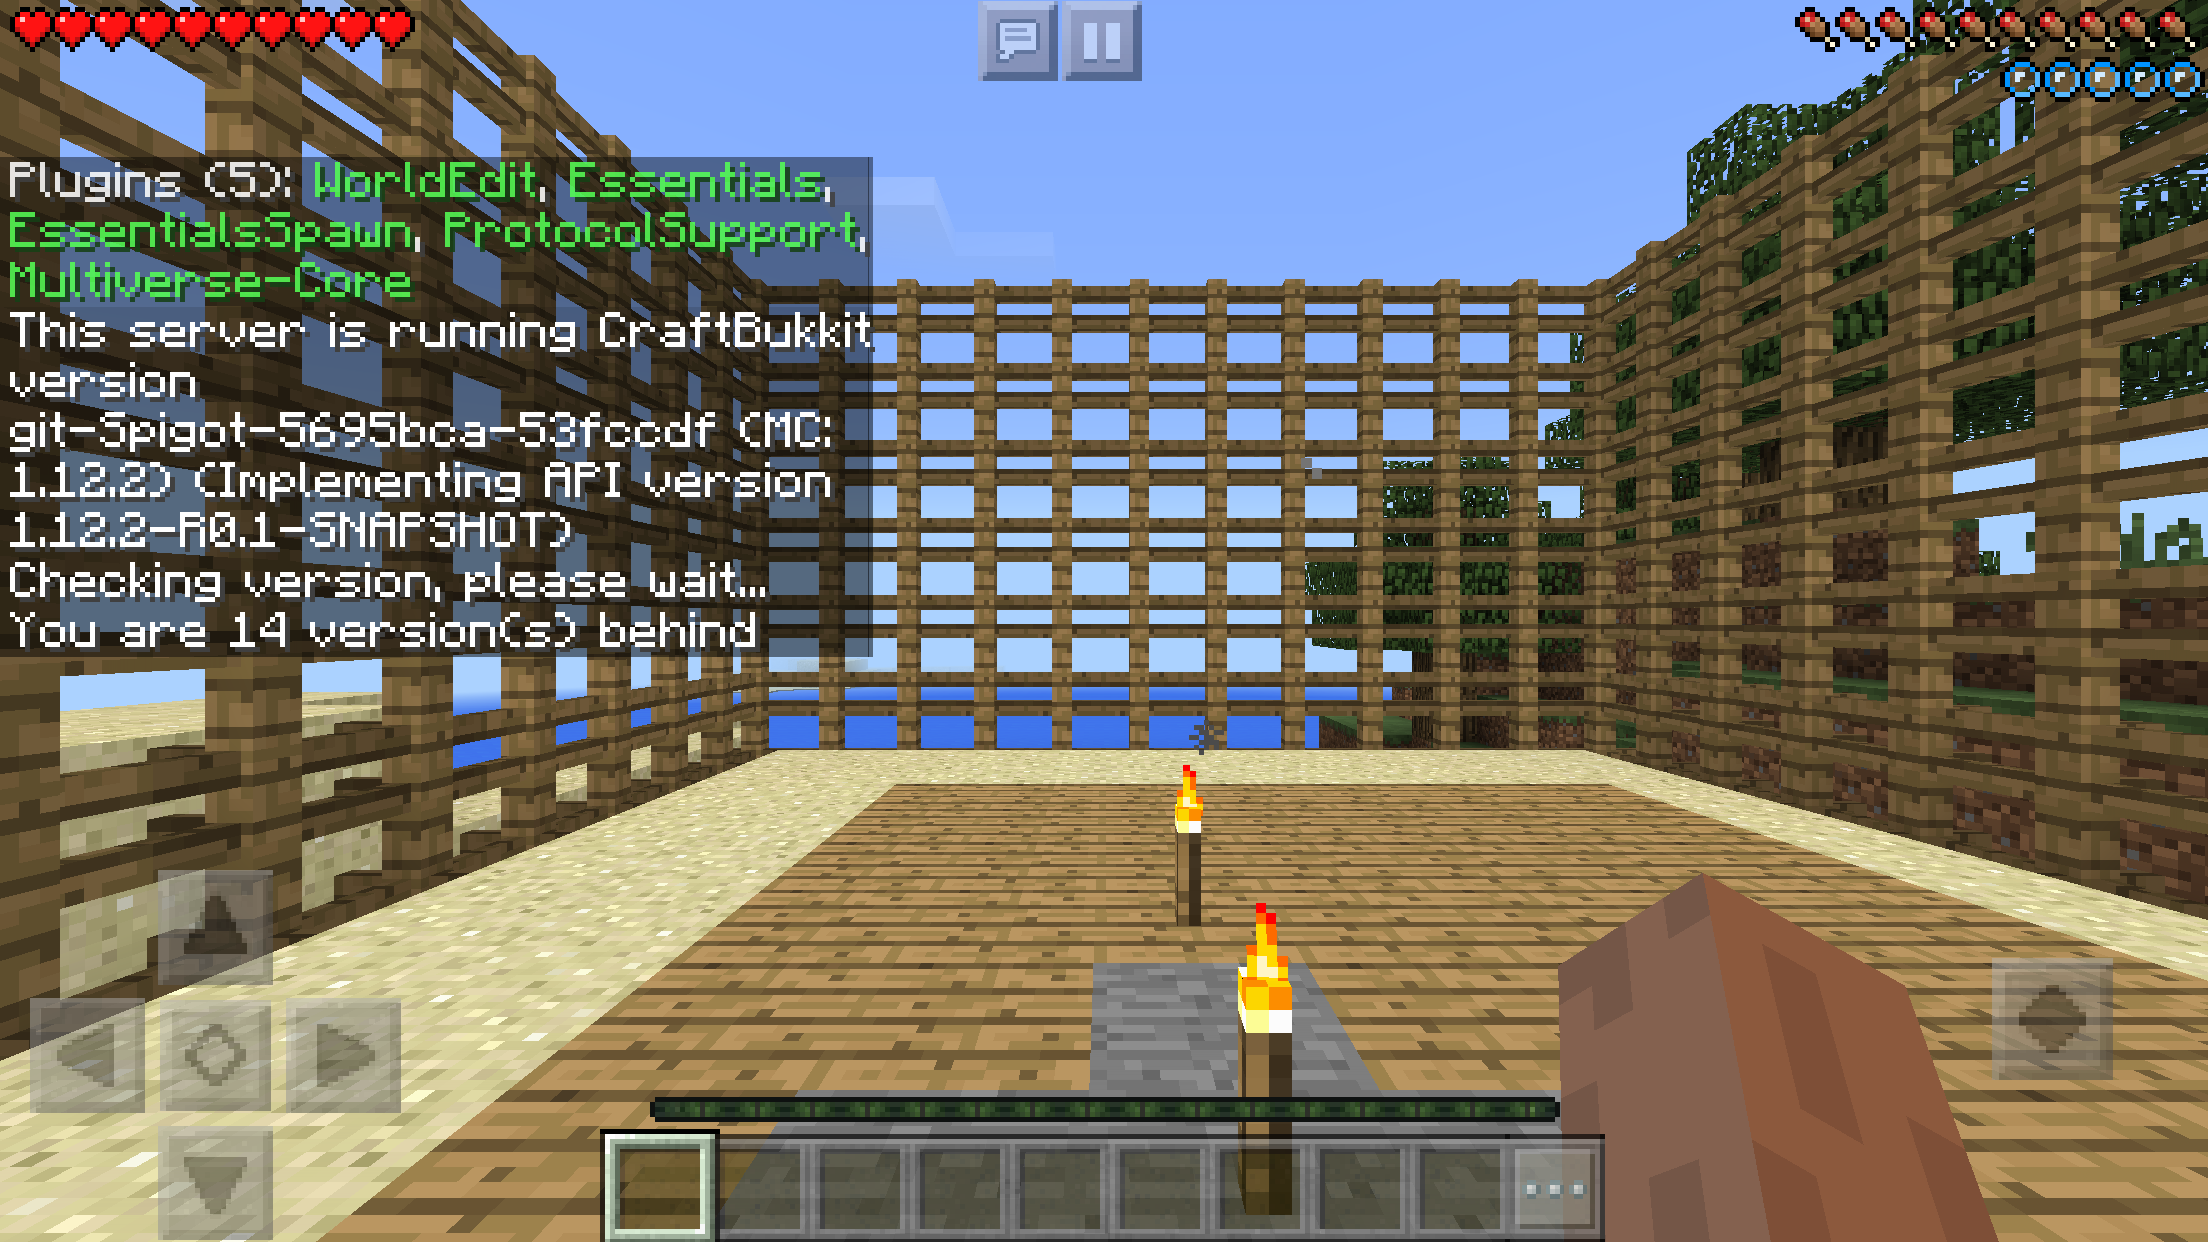 Plugins (5): WorldEdit, Essentials,
EssentialsSpawn, ProtocolSupport,
Multiverse-Core
This server is running CraftBukkit
version
git-Spigot-5695bca-53fccdf (MC:
1.12.2) (Implementing API version
1.12.2-R0.1-SNAPSHOT)
Checking version, please wait...
You are 14 version(s) behind